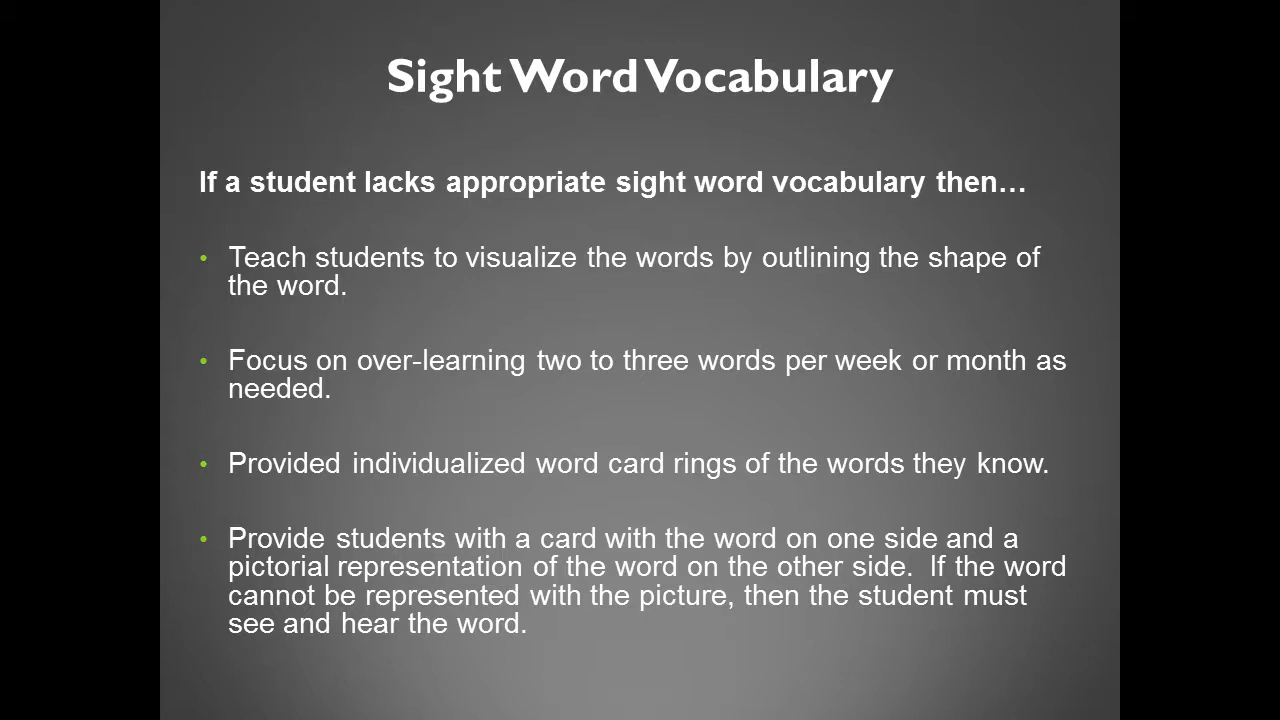 Sight Word Vocabulary
If a student lacks appropriate sight word vocabulary then…
• Teach students to visualize the words by outlining the shape of
the word.
• Focus on over-learning two to three words per week or month as
needed.
• Provided individualized word card rings of the words they know.
• Provide students with a card with the word on one side and a
pictorial representation of the word on the other side.  If the word
cannot be represented with the picture, then the student must
see and hear the word.